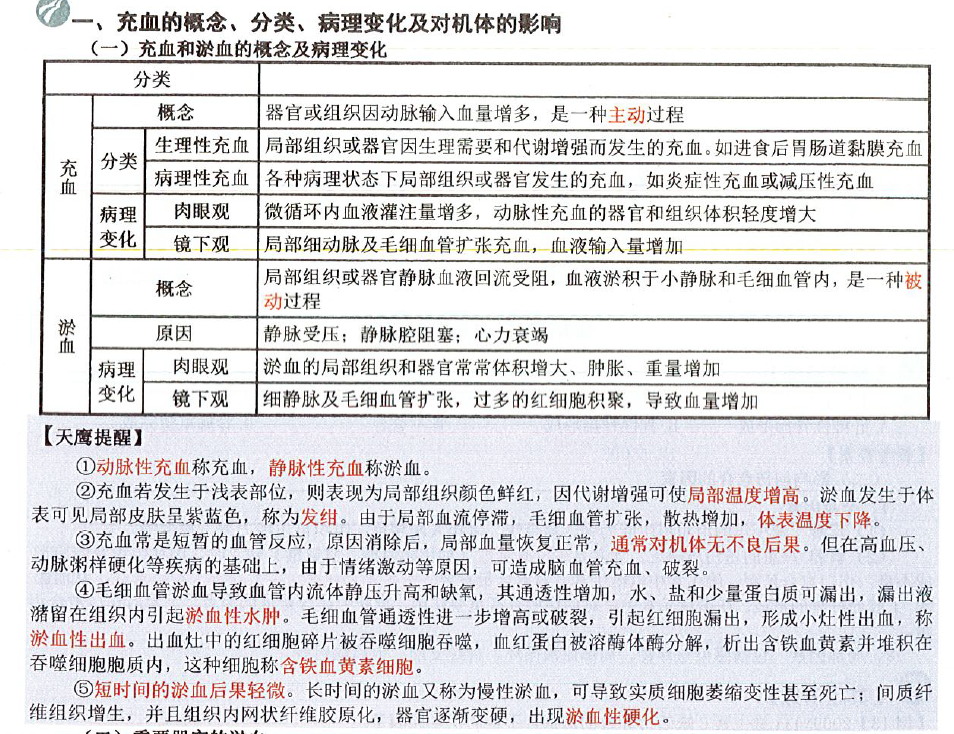 一、充血的概念、分类、病理变化及对机体的影响
（一）充血和淤血的概念及病理变化
分类
充血
概念
器官或组织因动脉输入血量增多，是一种主动过程
分类
生理性充血
局部组织或器官因生理需要和代谢增强而发生的充血。如进食后胃肠道黏膜充血
病理性充血
各种病理状态下局部组织或器官发生的充血，如炎症性充血或减压性充血
病理变化
肉眼观
微循环内血液灌注量增多，动脉性充血的器官和组织体积轻度增大
镜下观
局部细动脉及毛细血管扩张充血，血液输入量增加
淤血
概念
局部组织或器官静脉血液回流受阻，血液淤积于小静脉和毛细血管内，是一种被
动过程
原因
静脉受压；静脉腔阻塞；心力衰竭
病理变化
肉眼观
淤血的局部组织和器官常常体积增大、肿胀、重量增加
镜下观
细静脉及毛细血管扩张，过多的红细胞积聚，导致血量增加
【天鹰提醒】
①动脉性充血称充血，静脉性充血称淤血。
②充血若发生于浅表部位，则表现为局部组织颜色鲜红，因代谢增强可使局部温度增高。淤血发生于体
表可见局部皮肤呈紫蓝色，称为发绀。由于局部血流停滞，毛细血管扩张，散热增加，体表温度下降。
③充血常是短暂的血管反应，原因消除后，局部血量恢复正常，通常对机体无不良后果。但在高血压、
动脉粥样硬化等疾病的基础上，由于情绪激动等原因，可造成脑血管充血、破裂。
④毛细血管淤血导致血管内流体静压升高和缺氧，其通透性增加，水、盐和少量蛋白质可漏出，漏出液
潴留在组织内引起淤血性水肿。毛细血管通透性进一步增高或破裂，引起红细胞漏出，形成小灶性出血，称
淤血性出血。出血灶中的红细胞碎片被吞噬细胞吞噬，血红蛋白被溶酶体酶分解，析出含铁血黄素并堆积在
吞噬细胞胞质内，这种细胞称含铁血黄素细胞。
⑤短时间的淤血后果轻微。长时间的淤血又称为慢性淤血，可导致实质细胞萎缩变性甚至死亡；间质纤
维组织增生，并且组织内网状纤维胶原化，器官逐渐变硬，出现淤血性硬化。